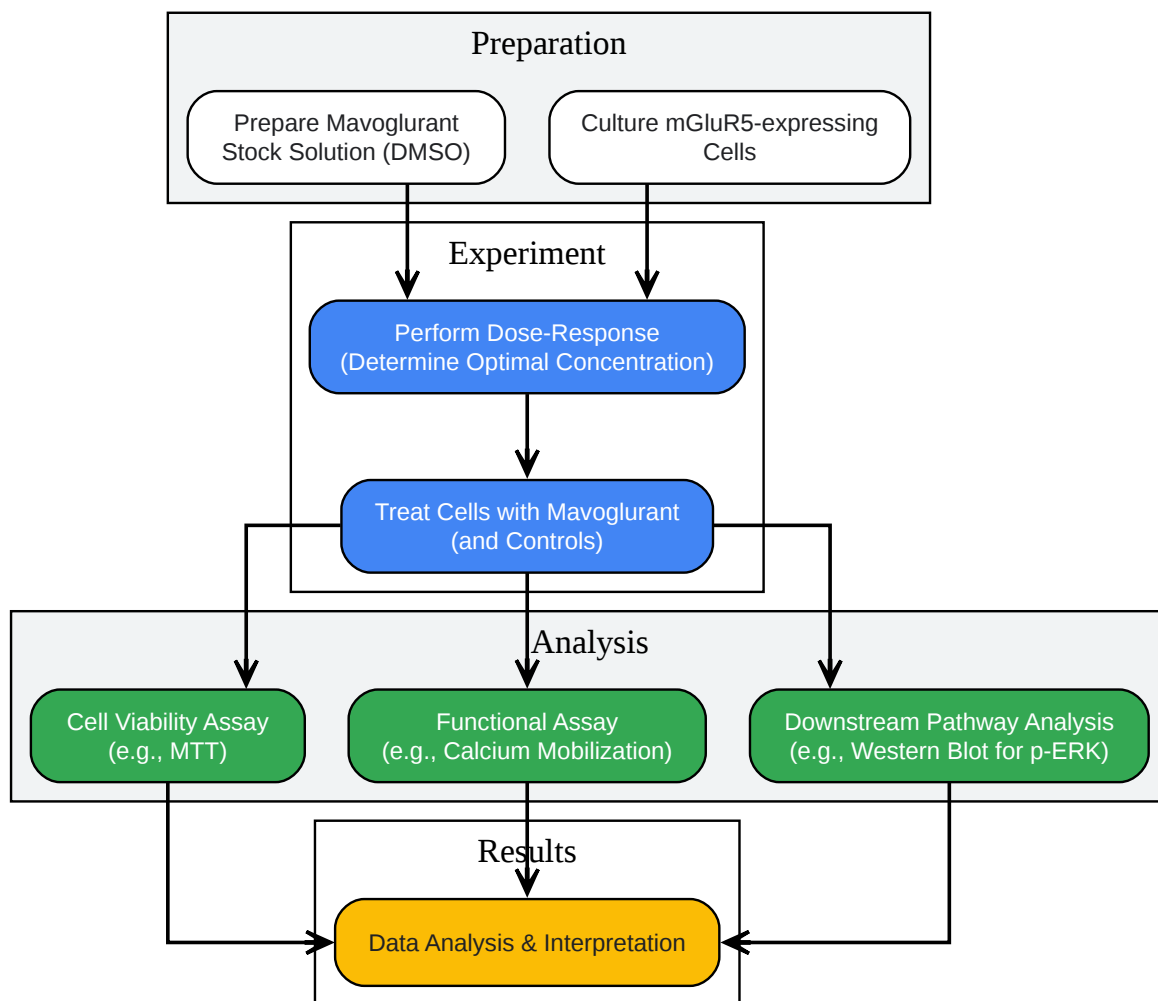 Preparation
Prepare Mavoglurant
Stock Solution (DMSO)
Culture mGluR5-expressing
Cells
Experiment
Perform Dose-Response
(Determine Optimal Concentration)
Treat Cells with Mavoglurant
(and Controls)
Analysis
Cell Viability Assay
(e.g., MTT)
Functional Assay
(e.g., Calcium Mobilization)
Downstream Pathway Analysis
(e.g., Western Blot for p-ERK)
Results
Data Analysis & Interpretation